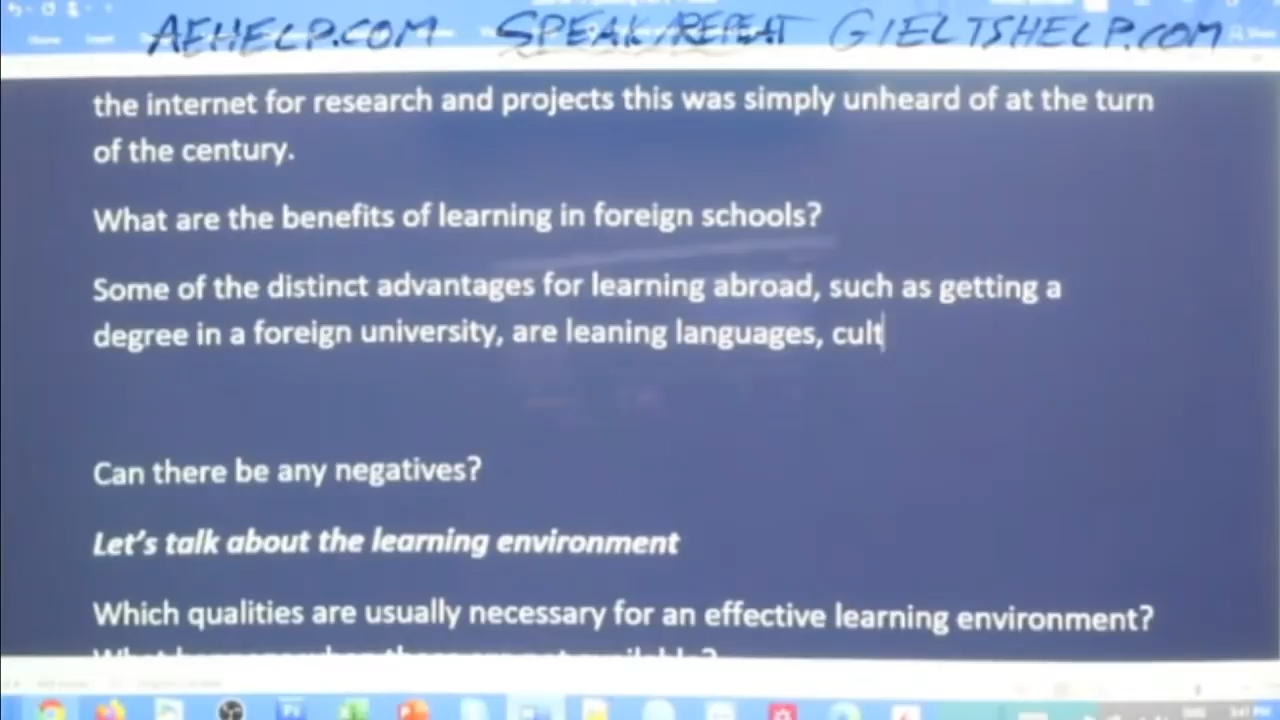 AEHELP.COM SPEAK/REPEAT GIELTSHELP.COM
the internet for research and projects this was simply unheard of at the turn
of the century.
What are the benefits of learning in foreign schools?
Some of the distinct advantages for learning abroad, such as getting a
degree in a foreign university, are leaning languages, cult
Can there be any negatives?
Let's talk about the learning environment
Which qualities are usually necessary for an effective learning environment?